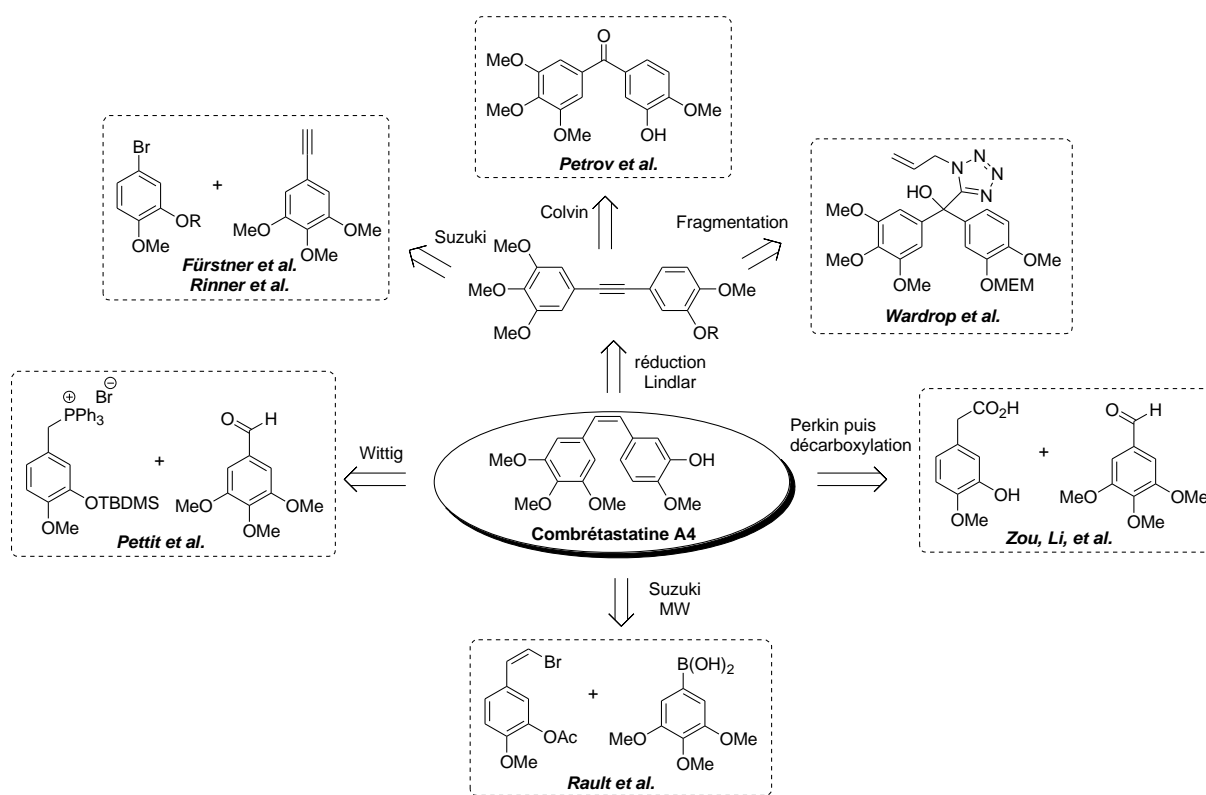 O
MeO
MeO
OMe
OH
OMe
Petrov et al.
Br
+
OR
OMe
MeO
OMe
OMe
Fürstner et al.
Rinner et al.
Suzuki
Colvin
Fragmentation
N
N
N
N
HO
MeO
MeO
OMe
OMe
OMEM
Wardrop et al.
MeO
MeO
MeO
OMe
OR
réduction
Lindlar
Br
PPh3
+
OTBDMS
OMe
O
H
MeO
OMe
OMe
Pettit et al.
Wittig
MeO
MeO
OMe
OH
OMe
Combrétastatine A4
Perkin puis
décarboxylation
CO2H
+
OH
MeO
O
H
MeO
OMe
OMe
Zou, Li, et al.
Suzuki
MW
Br
+
OAc
OMe
B(OH)2
MeO
OMe
OMe
Rault et al.